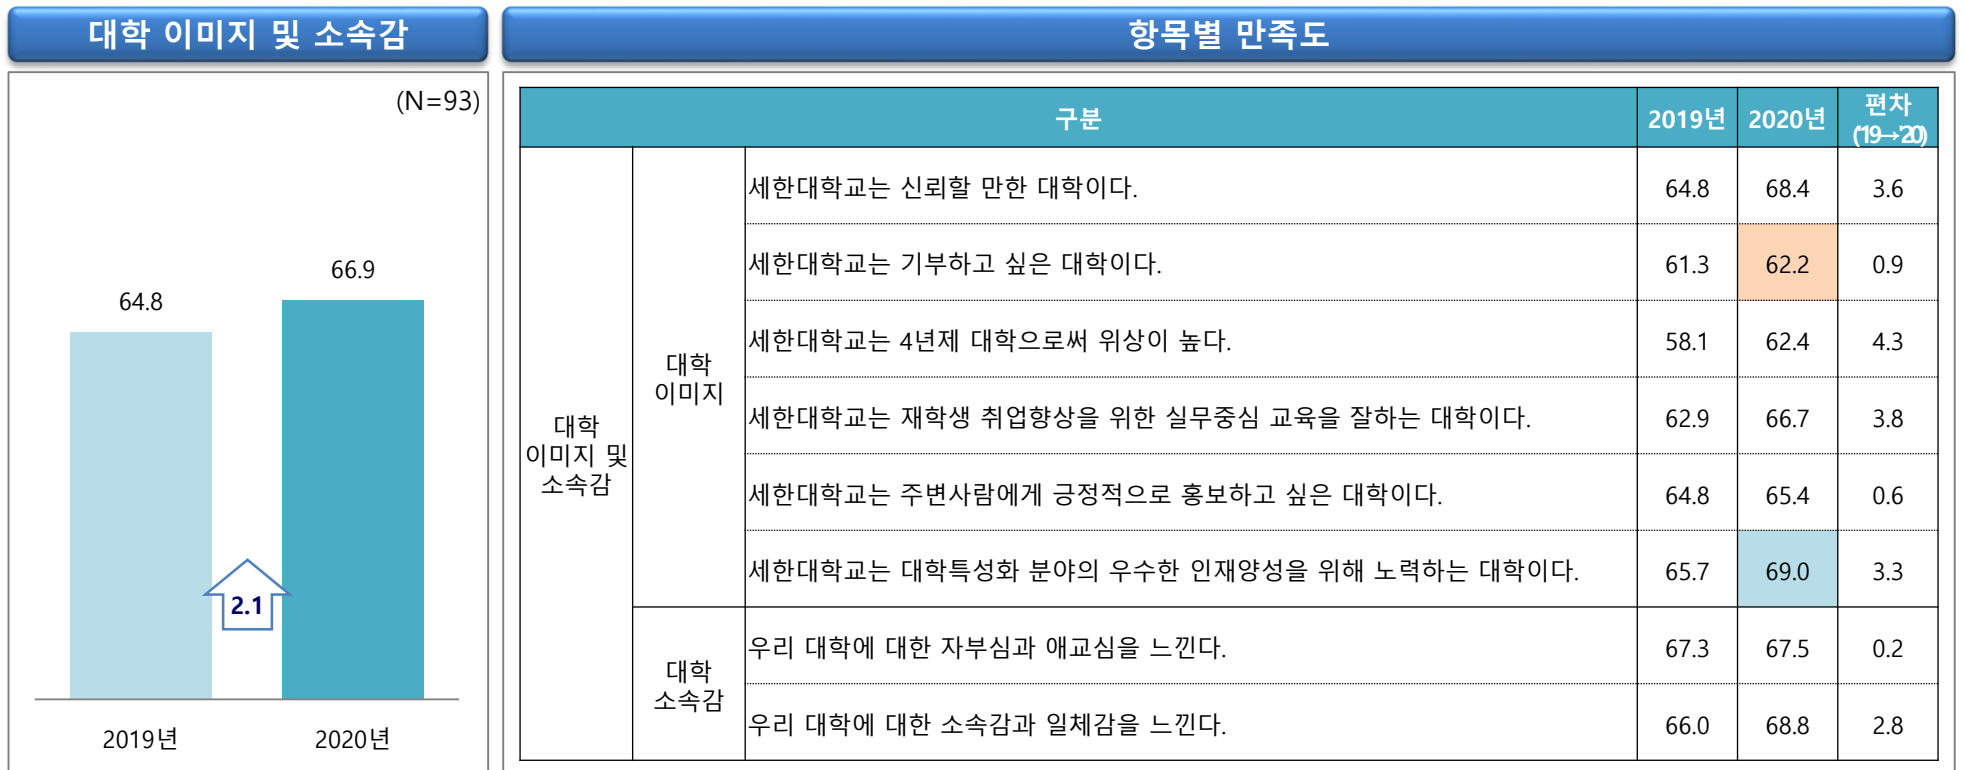 대학 이미지 및 소속감
(N=93)
64.8
66.9
2.1
2019년
2020년
항목별 만족도
구분
2019년
2020년
편차
('19→'20)
대학
이미지 및
소속감
대학
이미지
세한대학교는 신뢰할 만한 대학이다.
64.8
68.4
3.6
세한대학교는 기부하고 싶은 대학이다.
61.3
62.2
0.9
세한대학교는 4년제 대학으로써 위상이 높다.
58.1
62.4
4.3
세한대학교는 재학생 취업향상을 위한 실무중심 교육을 잘하는 대학이다.
62.9
66.7
3.8
세한대학교는 주변사람에게 긍정적으로 홍보하고 싶은 대학이다.
64.8
65.4
0.6
세한대학교는 대학특성화 분야의 우수한 인재양성을 위해 노력하는 대학이다.
65.7
69.0
3.3
대학
소속감
우리 대학에 대한 자부심과 애교심을 느낀다.
67.3
67.5
0.2
우리 대학에 대한 소속감과 일체감을 느낀다.
66.0
68.8
2.8